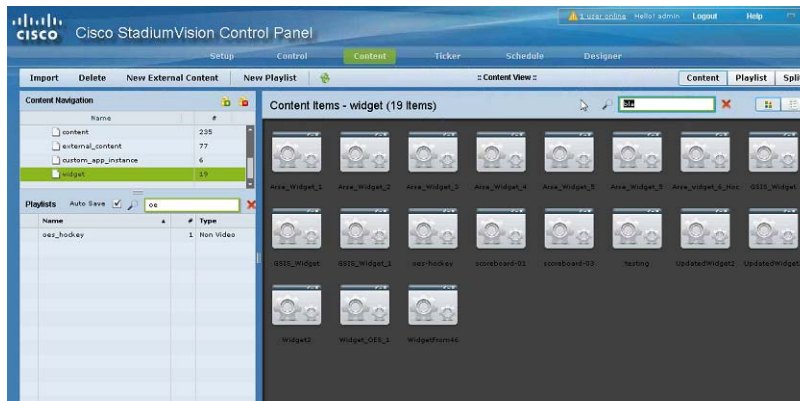 1 user online Hello! admin Logout Help
CISCO Cisco StadiumVision Control Panel
Setup Control Content Ticker Schedule Designer
Import Delete New External Content New Playlist :: Content View :: Content Playlist Spli
Content Navigation
Name #
content 235
external_content 77
custom_app_instance 6
widget 19
Playlists Auto Save oe
Name # Type
oes_hockey 1 Non Video
Content Items - widget (19 Items)
Arse_Widget_1 Arse_Widget_2 Arse_Widget_3 Arse_Widget_4 Arse_Widget_5 GSIS_Widget
GSIS_Widget GSIS_Widget_1 oes-hockey scoreboard-01 scoreboard-03 testing UpdatedWidget2 UpdatedWidget
Widget2 Widget_OES_1 WidgetFrom46